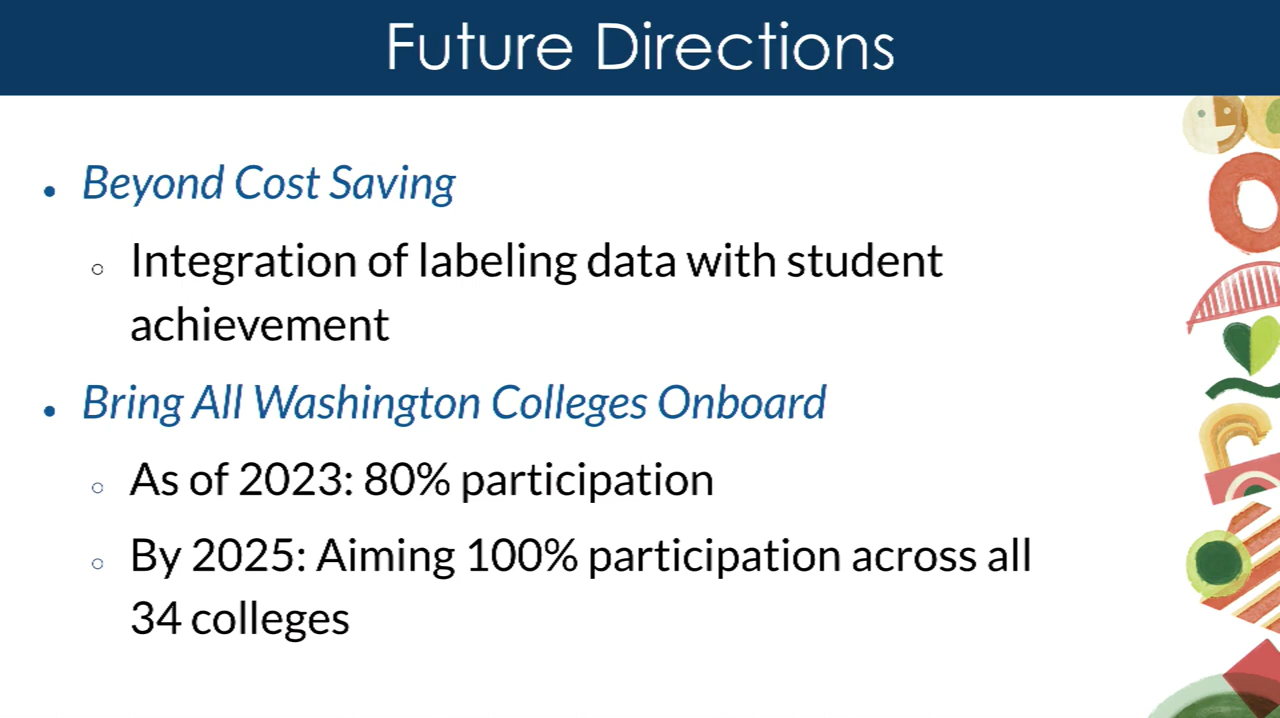 Future Directions
• Beyond Cost Saving
○ Integration of labeling data with student
achievement
• Bring All Washington Colleges Onboard
○ As of 2023: 80% participation
○ By 2025: Aiming 100% participation across all
34 colleges